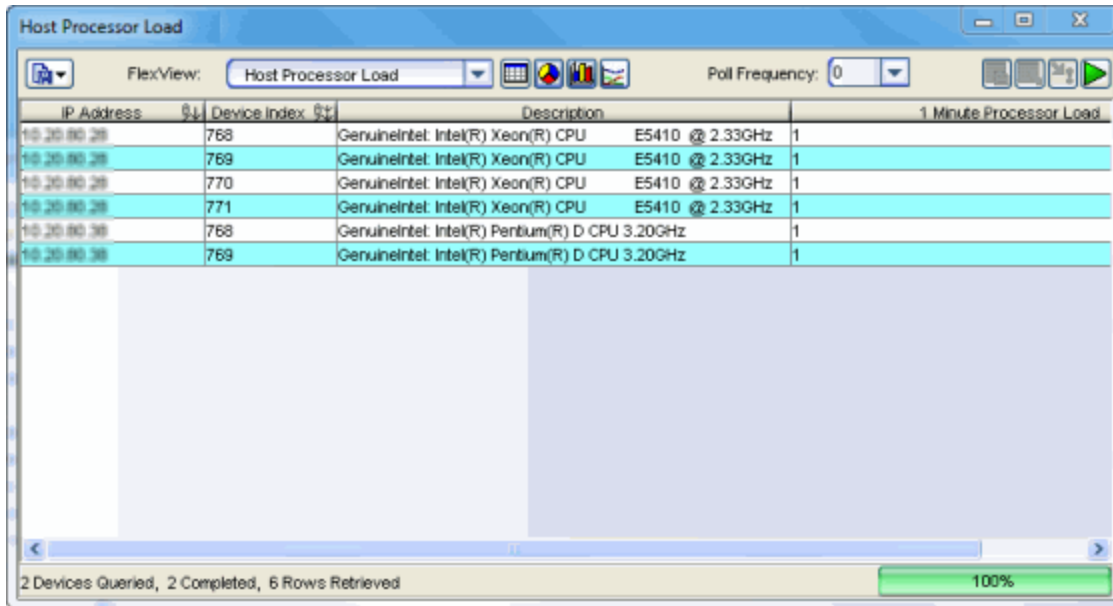 Host Processor Load
FlexView: Host Processor Load Poll Frequency: 0
IP Address Device Index Description 1 Minute Processor Load
768 GenuineIntel: Intel(R) Xeon(R) CPU E5410 @ 2.33GHz 1
769 GenuineIntel: Intel(R) Xeon(R) CPU E5410 @ 2.33GHz 1
770 GenuineIntel: Intel(R) Xeon(R) CPU E5410 @ 2.33GHz 1
771 GenuineIntel: Intel(R) Xeon(R) CPU E5410 @ 2.33GHz 1
768 GenuineIntel: Intel(R) Pentium(R) D CPU 3.20GHz 1
769 GenuineIntel: Intel(R) Pentium(R) D CPU 3.20GHz 1
2 Devices Queried, 2 Completed, 6 Rows Retrieved 100%